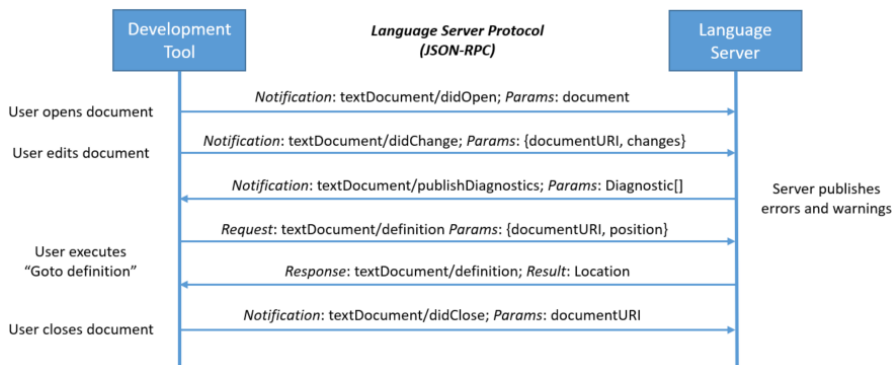 Development
Tool
Language Server Protocol
(JSON-RPC)
Language
Server
Notification: textDocument/didOpen; Params: document
User opens document
Notification: textDocument/didChange; Params: {documentURI, changes}
User edits document
Notification: textDocument/publishDiagnostics; Params: Diagnostic[]
Server publishes
errors and warnings
Request: textDocument/definition Params: {documentURI, position}
User executes
“Goto definition”
Response: textDocument/definition; Result: Location
Notification: textDocument/didClose; Params: documentURI
User closes document